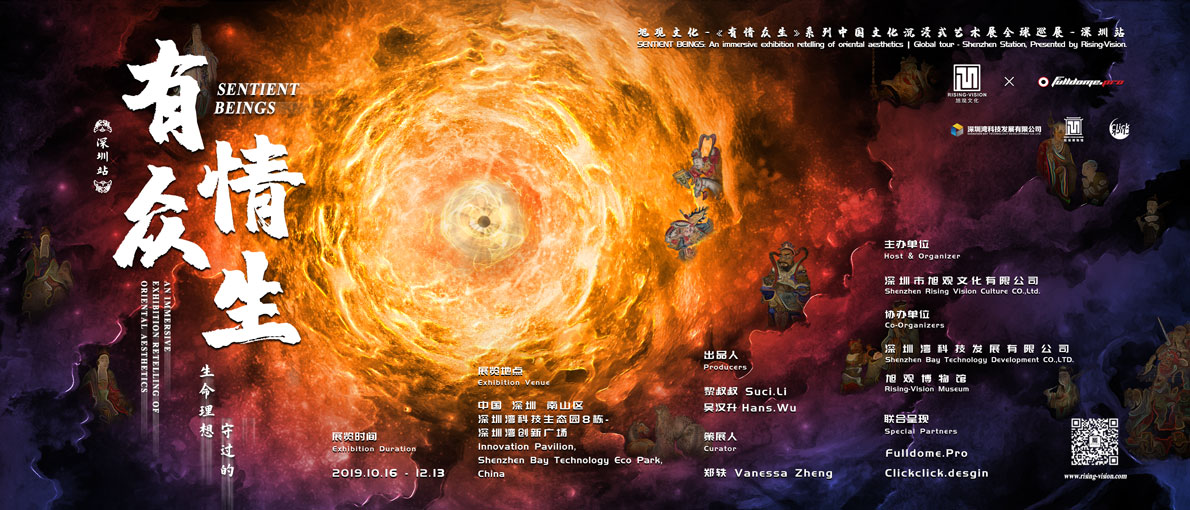 旭观文化-《有情众生》系列中国文化沉浸式艺术展全球巡展-深圳站
SENTIENT BEINGS: An immersive exhibition retelling of oriental aesthetics | Global tour - Shenzhen Station, Presented by Rising-Vision.
RISING-VISION
旭观文化
×
fulldome.pro
深圳湾科技发展有限公司
SHENZHEN BAY TECHNOLOGY DEVELOPMENT CO.,LTD
有情众生
SENTIENT
BEINGS
深圳站
AN IMMERSIVE
EXHIBITION RETELLING OF
ORIENTAL AESTHETICS
生命理想
守过的
展览时间
Exhibition Duration
2019.10.16 - 12.13
展览地点
Exhibition Venue
中国 深圳 南山区
深圳湾科技生态园8栋-
深圳湾创新广场
Innovation Pavilion,
Shenzhen Bay Technology Eco Park,
China
出品人
Producers
黎叔叔 Suci.Li
吴汉升 Hans.Wu
策展人
Curator
郑轶 Vanessa Zheng
主办单位
Host & Organizer
深圳市旭观文化有限公司
Shenzhen Rising Vision Culture CO.,Ltd.
协办单位
Co-Organizers
深圳湾科技发展有限公司
Shenzhen Bay Technology Development CO.,LTD.
旭观博物馆
Rising-Vision Museum
联合呈现
Special Partners
Fulldome.Pro
Clickclick.desgin
www.rising-vision.com